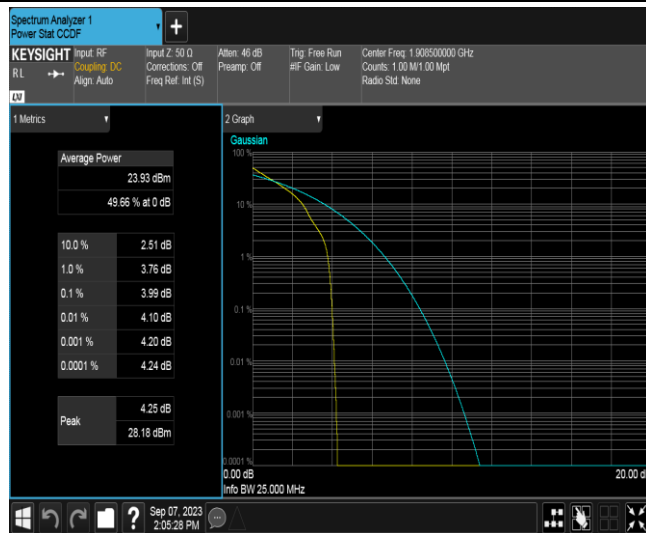 Spectrum Analyzer 1
Power Stat CCDF
KEYSIGHT
RL
Input: RF
Coupling: DC
Align: Auto
Input Z: 50 Ω
Corrections: Off
Freq Ref: Int (S)
Atten: 46 dB
Preamp: Off
Trig: Free Run
#IF Gain: Low
Center Freq: 1.908500000 GHz
Counts: 1.00 M/1.00 Mpt
Radio Std: None
1 Metrics
Average Power
23.93 dBm
49.66 % at 0 dB
10.0 % 2.51 dB
1.0 % 3.76 dB
0.1 % 3.99 dB
0.01 % 4.10 dB
0.001 % 4.20 dB
0.0001 % 4.24 dB
Peak
4.25 dB
28.18 dBm
2 Graph
Gaussian
100 %
10 %
1 %
0.1 %
0.01 %
0.001 %
0.0001 %
0.00 dB
20.00 d
Info BW 25.000 MHz
Sep 07, 2023
2:05:28 PM